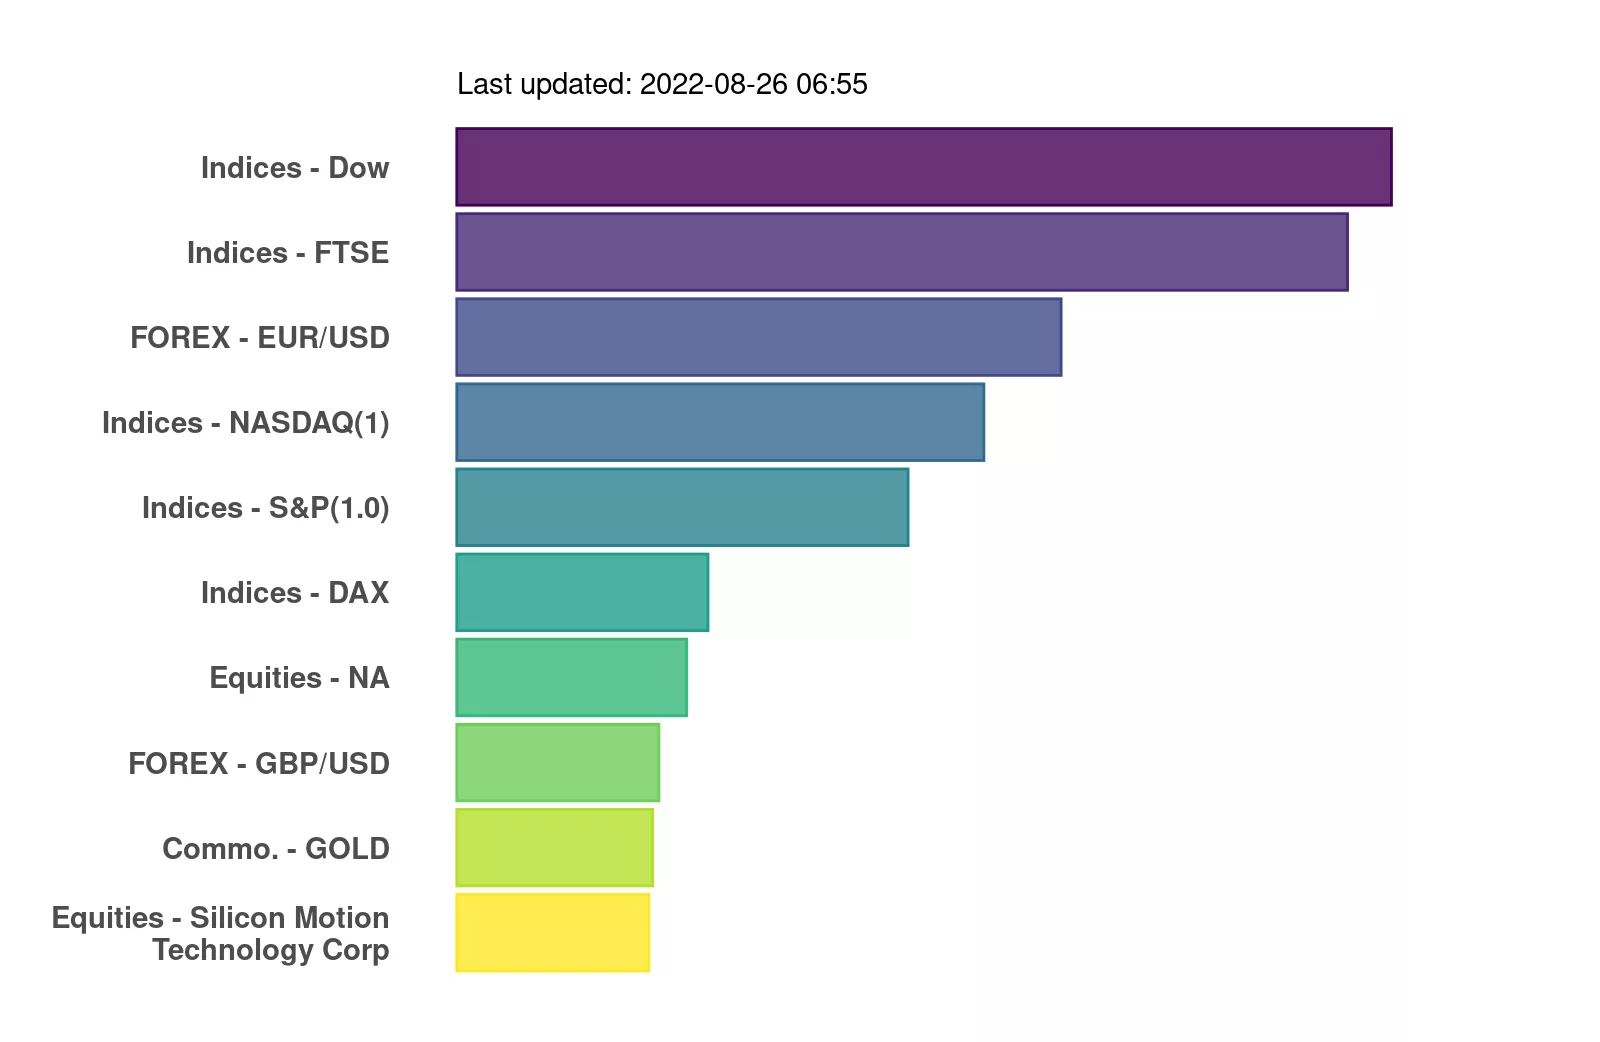 Last updated: 2022-08-26 06:55
Indices - Dow
Indices - FTSE
FOREX - EUR/USD
Indices - NASDAQ(1)
Indices - S&P(1.0)
Indices - DAX
Equities - NA
FOREX - GBP/USD
Commo. - GOLD
Equities - Silicon Motion
Technology Corp